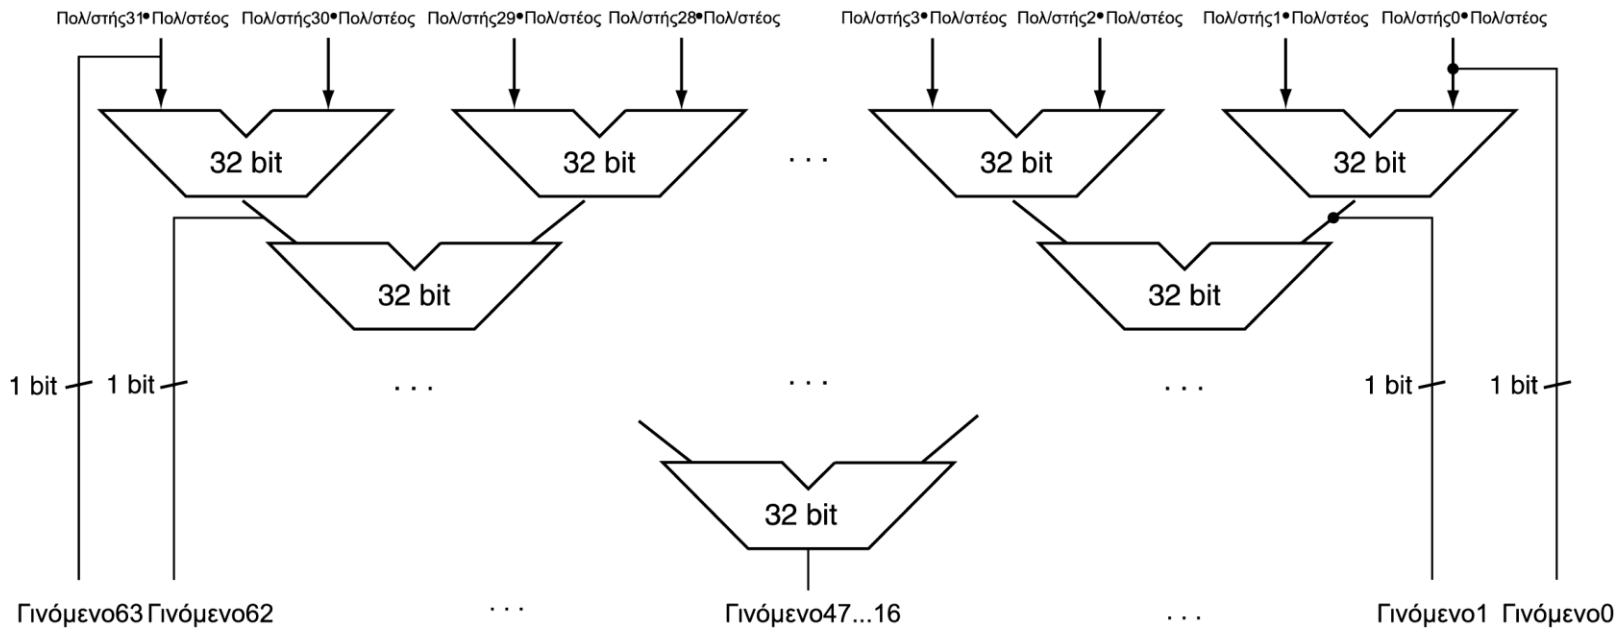 Πολ/στής31•Πολ/στέος Πολ/στής30•Πολ/στέος Πολ/στής29•Πολ/στέος Πολ/στής28•Πολ/στέος Πολ/στής3•Πολ/στέος Πολ/στής2•Πολ/στέος Πολ/στής1•Πολ/στέος Πολ/στής0•Πολ/στέος
32 bit 32 bit . . . 32 bit 32 bit
32 bit 32 bit
1 bit 1 bit . . . . . . . . . 1 bit 1 bit
32 bit
Γινόμενο63 Γινόμενο62 . . . Γινόμενο47...16 . . . Γινόμενο1 Γινόμενο0